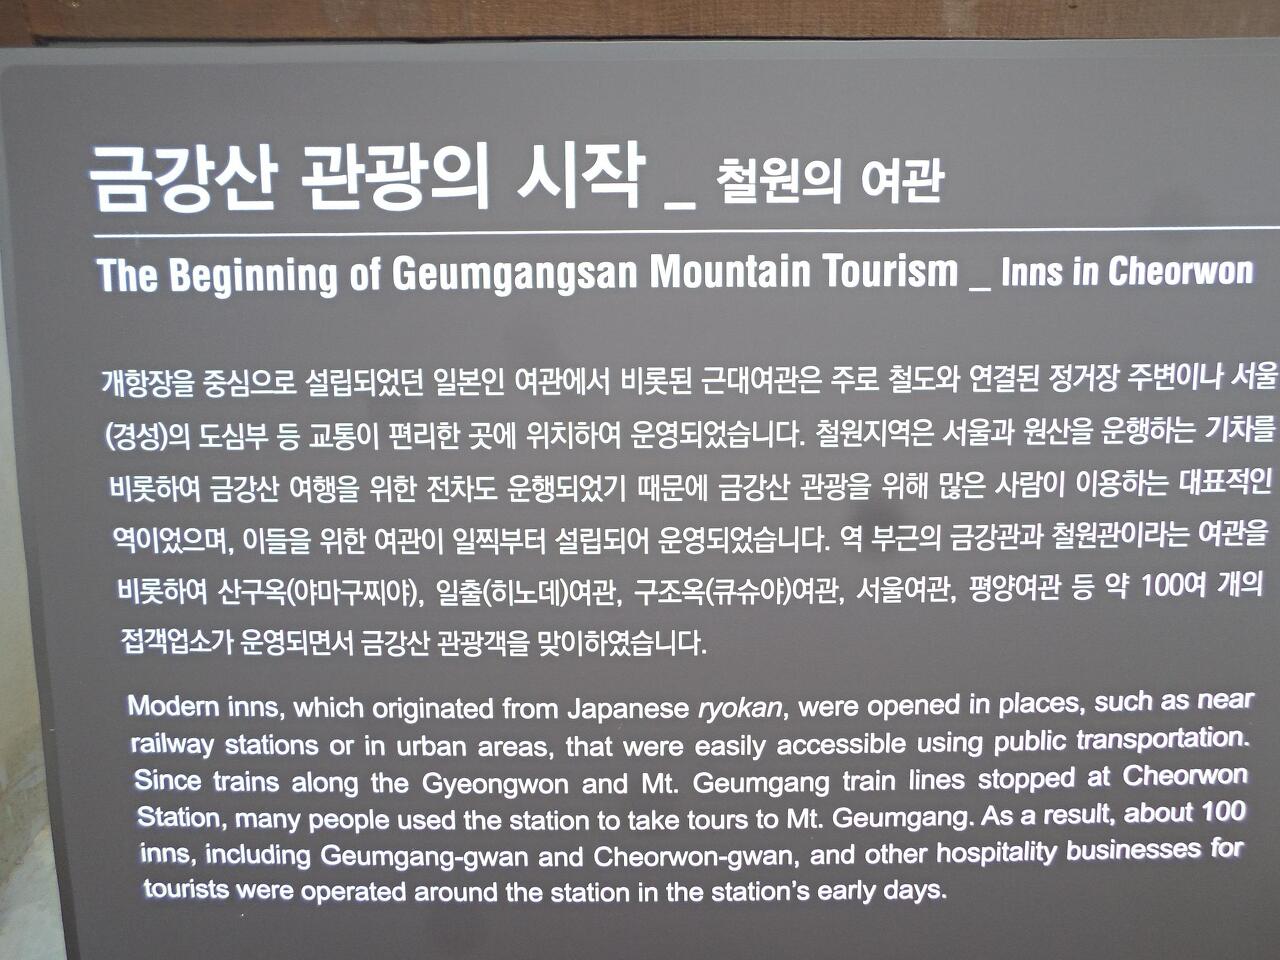 금강산 관광의 시작 _ 철원의 여관
The Beginning of Geumgangsan Mountain Tourism _ Inns in Cheorwon
개항장을 중심으로 설립되었던 일본인 여관에서 비롯된 근대여관은 주로 철도와 연결된 정거장 주변이나 서울
(경성)의 도심부 등 교통이 편리한 곳에 위치하여 운영되었습니다. 철원지역은 서울과 원산을 운행하는 기차를
비롯하여 금강산 여행을 위한 전차도 운행되었기 때문에 금강산 관광을 위해 많은 사람이 이용하는 대표적인
역이었으며, 이들을 위한 여관이 일찍부터 설립되어 운영되었습니다. 역 부근의 금강관과 철원관이라는 여관을
비롯하여 산구옥(야마구찌야), 일출(히노데)여관, 구조옥(큐슈야)여관, 서울여관, 평양여관 등 약 100여 개의
접객업소가 운영되면서 금강산 관광객을 맞이하였습니다.
Modern inns, which originated from Japanese ryokan, were opened in places, such as near
railway stations or in urban areas, that were easily accessible using public transportation.
Since trains along the Gyeongwon and Mt. Geumgang train lines stopped at Cheorwon
Station, many people used the station to take tours to Mt. Geumgang. As a result, about 100
inns, including Geumgang-gwan and Cheorwon-gwan, and other hospitality businesses for
tourists were operated around the station in the station's early days.